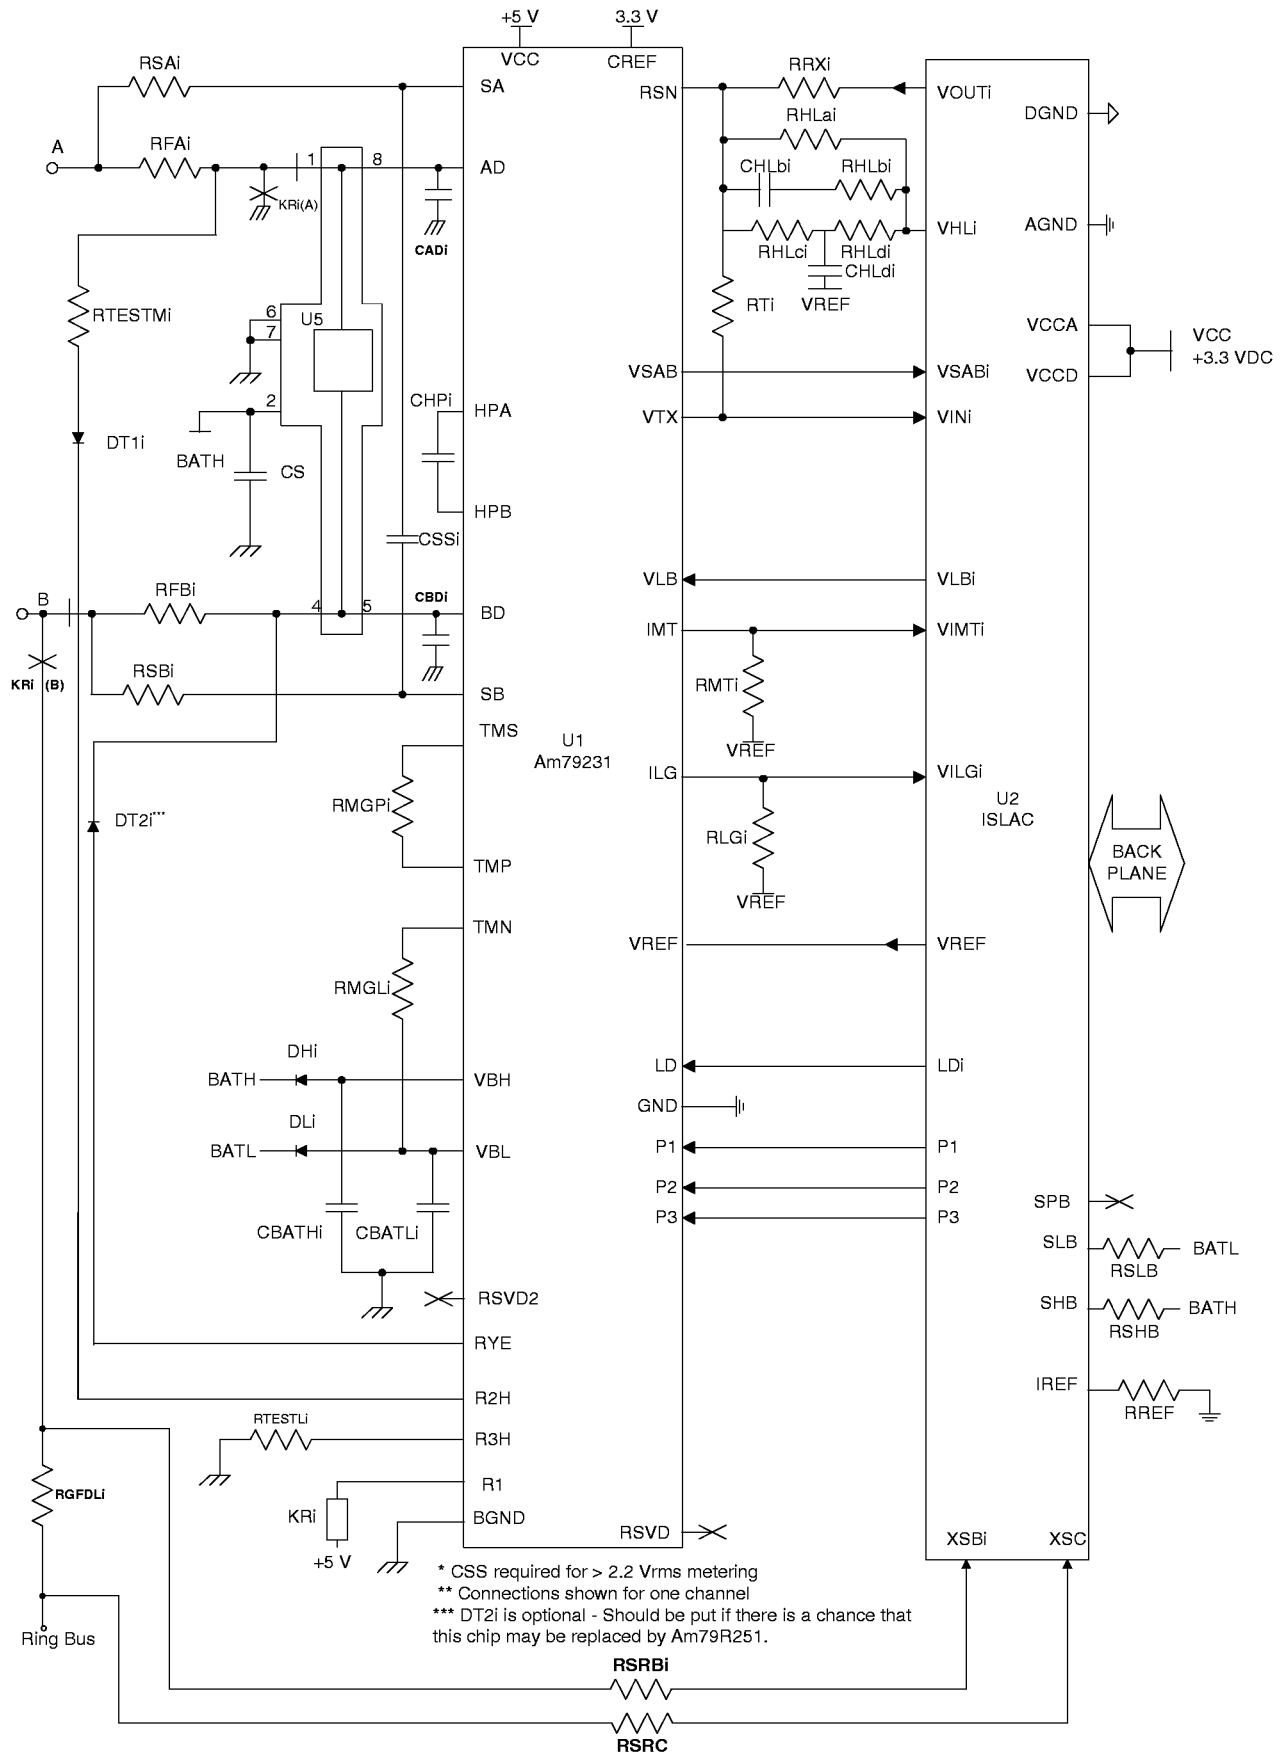 +5 V
3.3 V
VCC
CREF
RSAi
SA
RSN
RRXi
VOUTi
DGND
A
RFAi
1
8
AD
RHLai
KRi(A)
CHLbi
RHLbi
CADi
RHLci
RHLdi
VHLi
AGND
CHLdi
RTESTMi
6
7
U5
RTi
VREF
VCCA
VCC
+3.3 VDC
VCCD
VSAB
VSABi
2
CHPi
HPA
VTX
VINi
DT1i
BATH
CS
HPB
CSSi
B
RFBi
4
5
CBDi
BD
VLB
VLBi
IMT
VIMTi
KRi (B)
RSBi
SB
RMTi
TMS
U1
Am79231
VREF
ILG
VILGi
RMGPi
DT2i***
U2
ISLAC
RLGi
BACK
PLANE
TMP
VREF
TMN
VREF
VREF
RMGLi
DHi
BATH
VBH
LD
LDi
GND
DLi
BATL
VBL
P1
P1
P2
P2
P3
P3
CBATHi
CBATLi
SPB
SLB
RSLB
BATL
RSVD2
SHB
RSHB
BATH
RYE
R2H
IREF
RREF
RTESTLi
R3H
RGFDLi
R1
KRi
+5 V
BGND
RSVD
XSBi
XSC
* CSS required for > 2.2 Vrms metering
** Connections shown for one channel
*** DT2i is optional - Should be put if there is a chance that
this chip may be replaced by Am79R251.
Ring Bus
RSRBi
RSRC